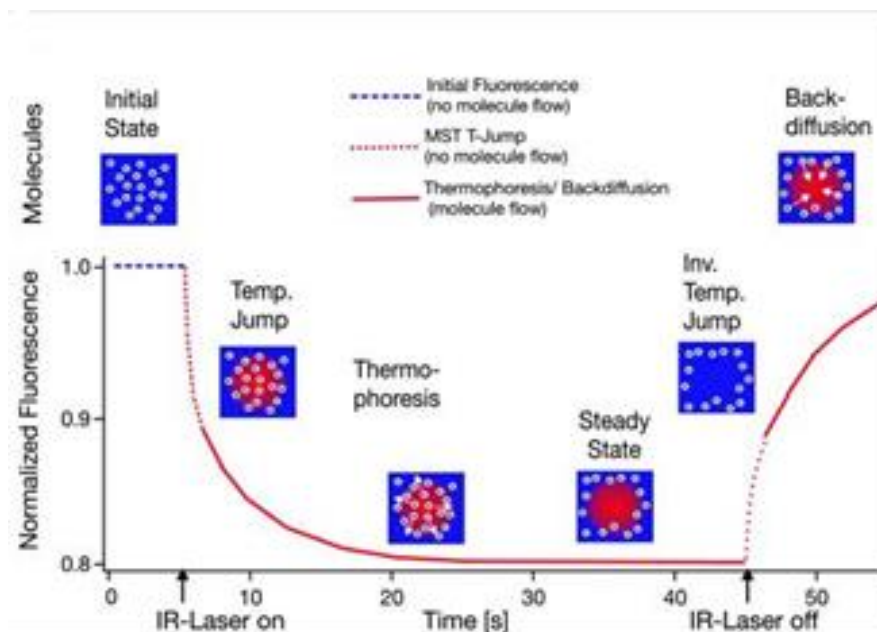 Initial
State
Initial Fluorescence
(no molecule flow)
MST T-Jump
(no molecule flow)
Thermophoresis/ Backdiffusion
(molecule flow)
Back-
diffusion
Molecules
1.0
0.9
0.8
Normalized Fluorescence
Temp.
Jump
Thermo-
phoresis
Steady
State
Inv.
Temp.
Jump
0
10
20
30
40
50
IR-Laser on
Time [s]
IR-Laser off